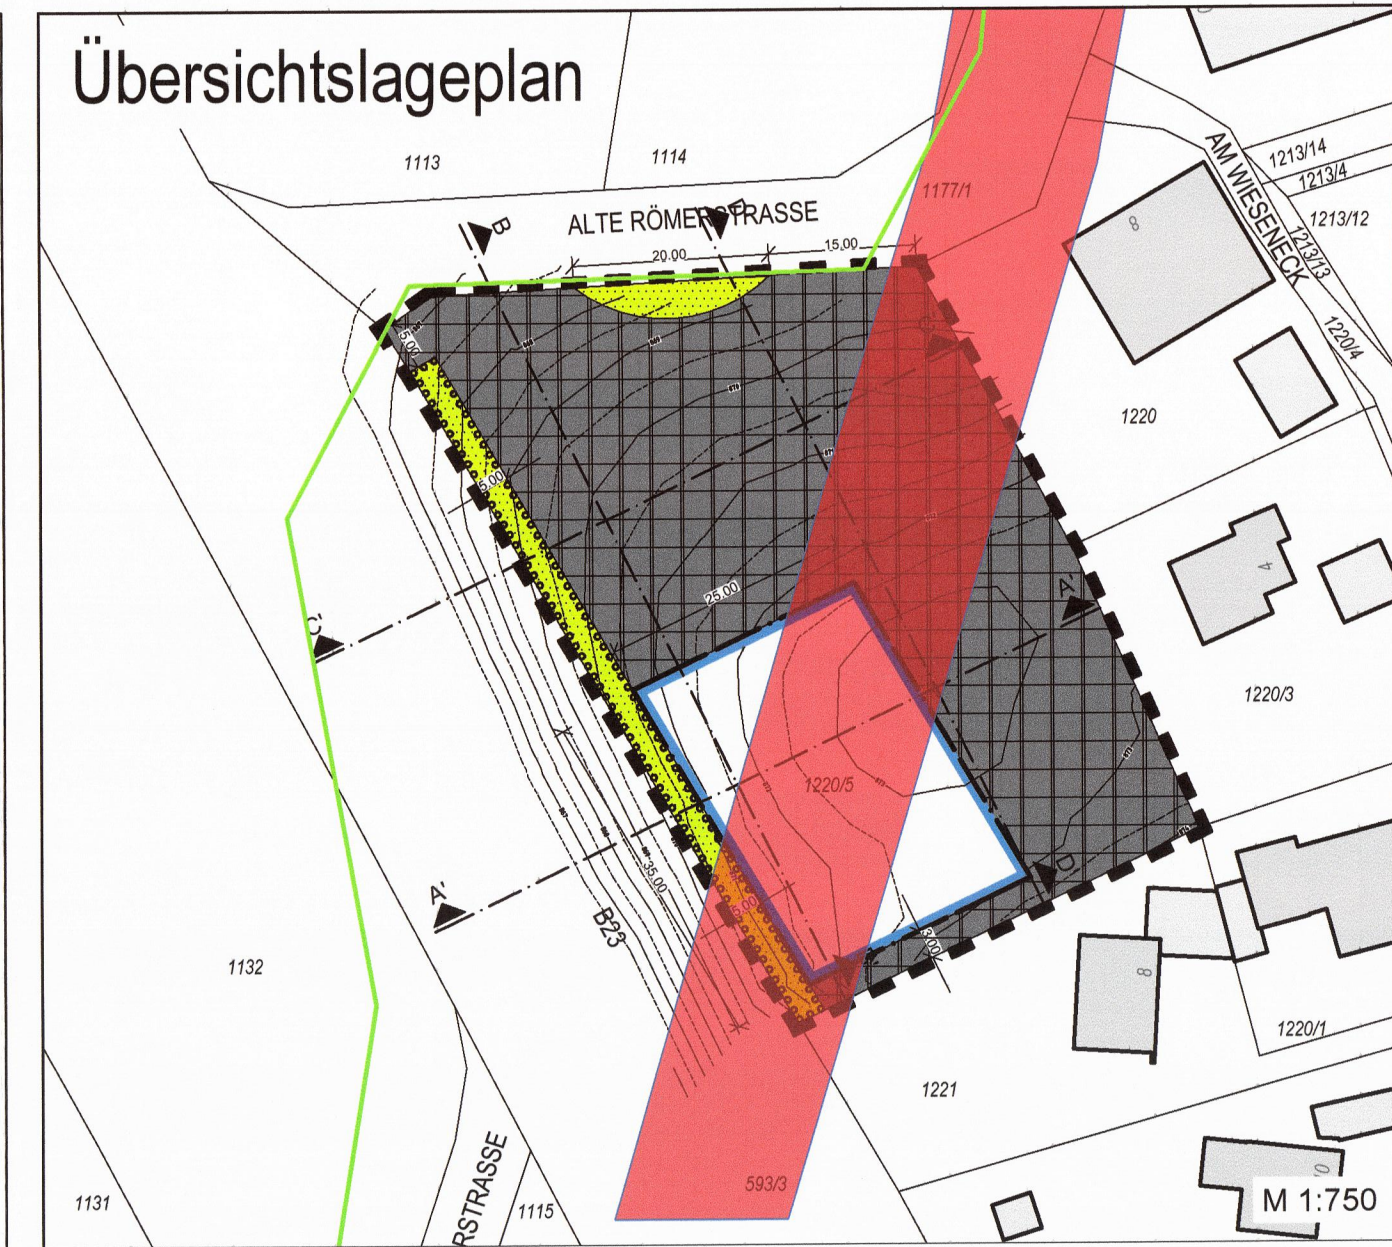 Übersichtslageplan
1113
1114
1177/1
AM WIESENECK
1213/14
1213/4
1213/12
1213/13
1220/4
ALTE RÖMERSTRASSE
B
20.00
15.00
8
5.00
1220
5.00
25.00
C'
A'
4
1220/3
1220/5
A'
35.00
5.00
B23
D
3.00
1132
8
1220/1
1221
593/3
1131
RSTRASSE
1115
M 1:750